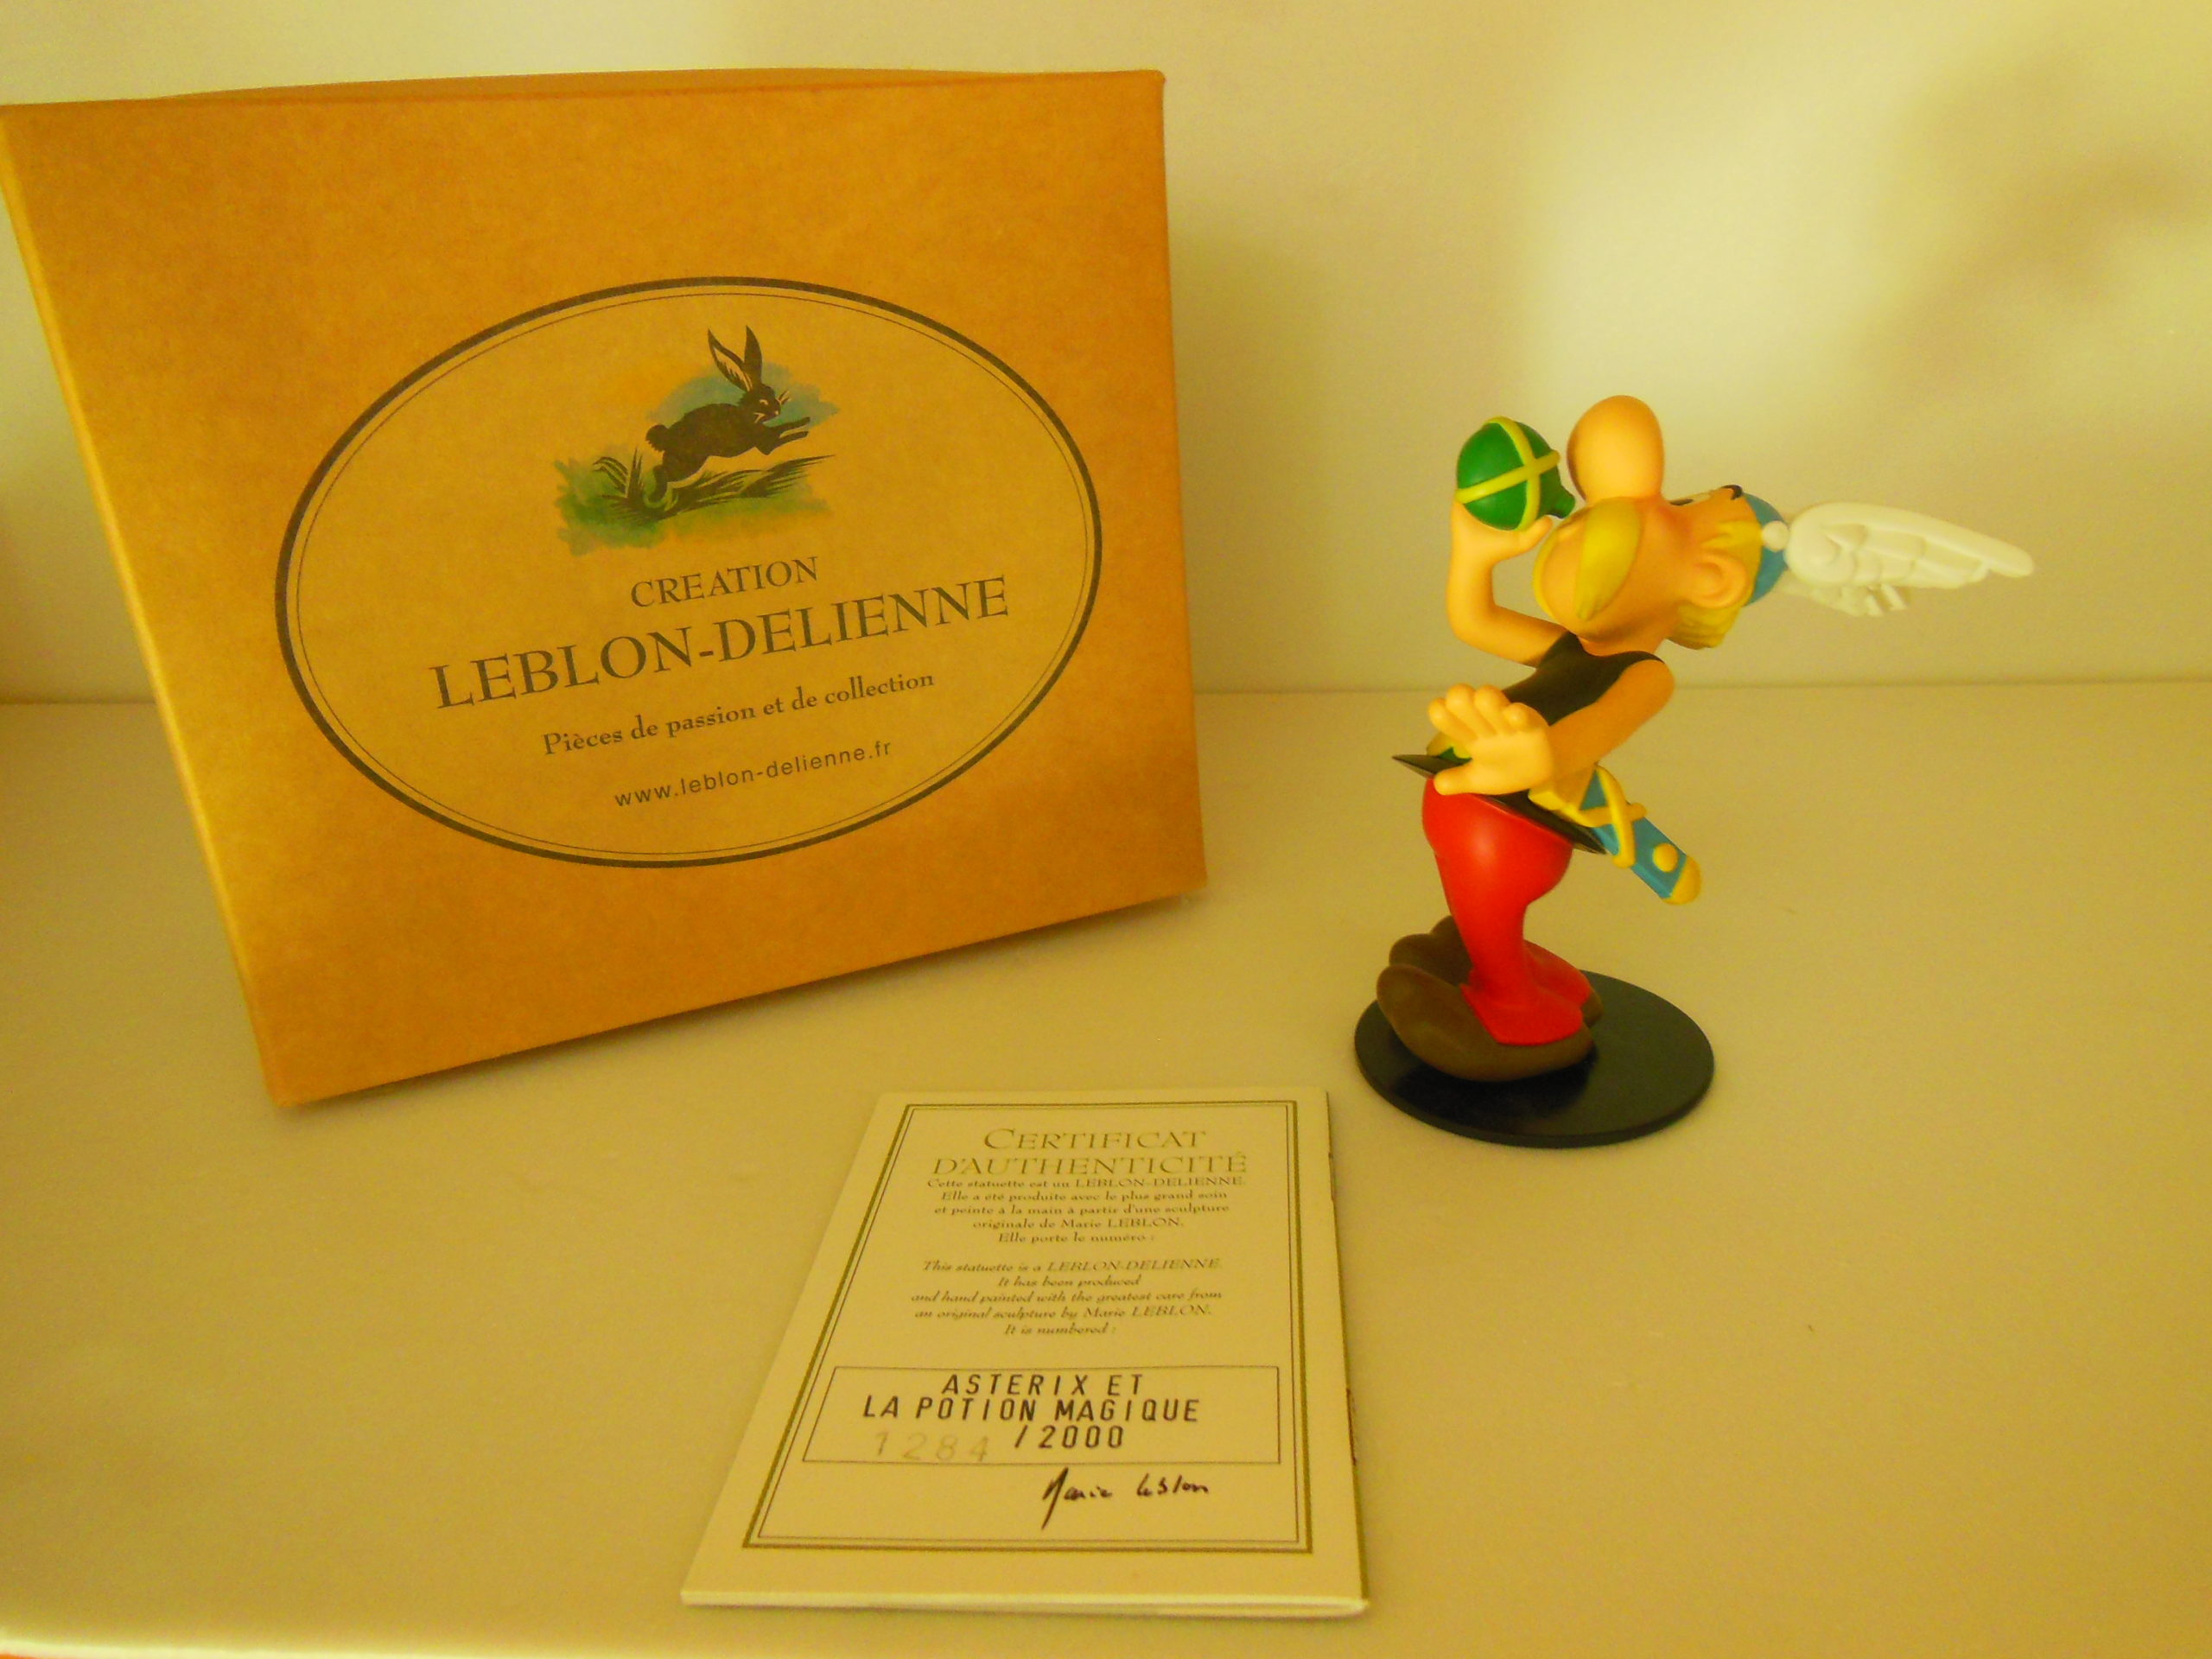 CREATION
LEBLON-DELIENNE
Pièces de passion et de collection
www.leblon-delienne.fr
CERTIFICAT
D'AUTHENTICITÉ
Cette statuette est un LEBLON-DELIENNE.
Elle a été produite avec le plus grand soin
et peinte à la main à partir d'une sculpture
originale de Marie LEBLON.
Elle porte le numéro :
This statuette is a LEBLON-DELIENNE.
It has been produced
and hand painted with the greatest care from
an original sculpture by Marie LEBLON.
It is numbered :
ASTERIX ET
LA POTION MAGIQUE
1284 /2000
Marie Leblon